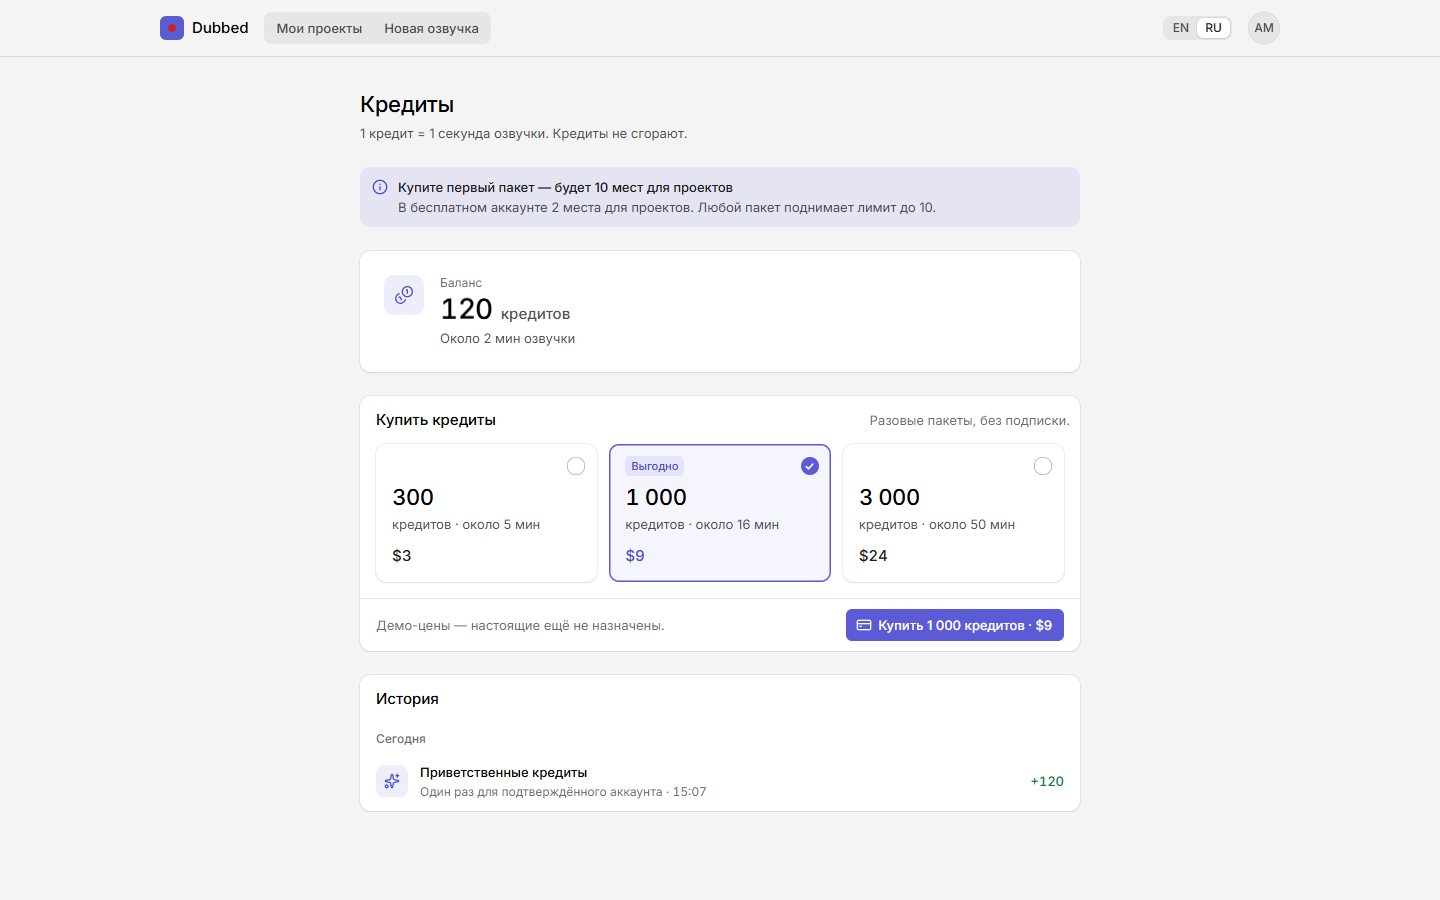 Dubbed
Мои проекты
Новая озвучка
EN
RU
AM
Кредиты
1 кредит = 1 секунда озвучки. Кредиты не сгорают.
Купите первый пакет — будет 10 мест для проектов
В бесплатном аккаунте 2 места для проектов. Любой пакет поднимает лимит до 10.
Баланс
120 кредитов
Около 2 мин озвучки
Купить кредиты
Разовые пакеты, без подписки.
300
кредитов · около 5 мин
$3
Выгодно
1 000
кредитов · около 16 мин
$9
3 000
кредитов · около 50 мин
$24
Демо-цены — настоящие ещё не назначены.
Купить 1 000 кредитов · $9
История
Сегодня
Приветственные кредиты
Один раз для подтверждённого аккаунта · 15:07
+120